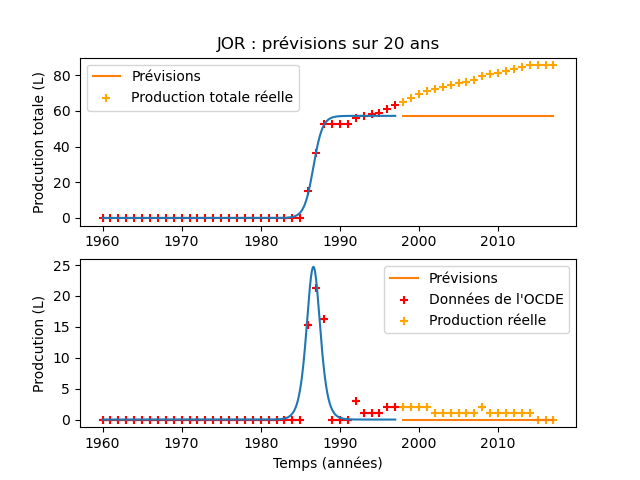 JOR : prévisions sur 20 ans
Prodcution totale (L)
80
60
40
20
0
Prévisions
Production totale réelle
1960 1970 1980 1990 2000 2010
Prodcution (L)
25
20
15
10
5
0
Prévisions
Données de l'OCDE
Production réelle
1960 1970 1980 1990 2000 2010
Temps (années)